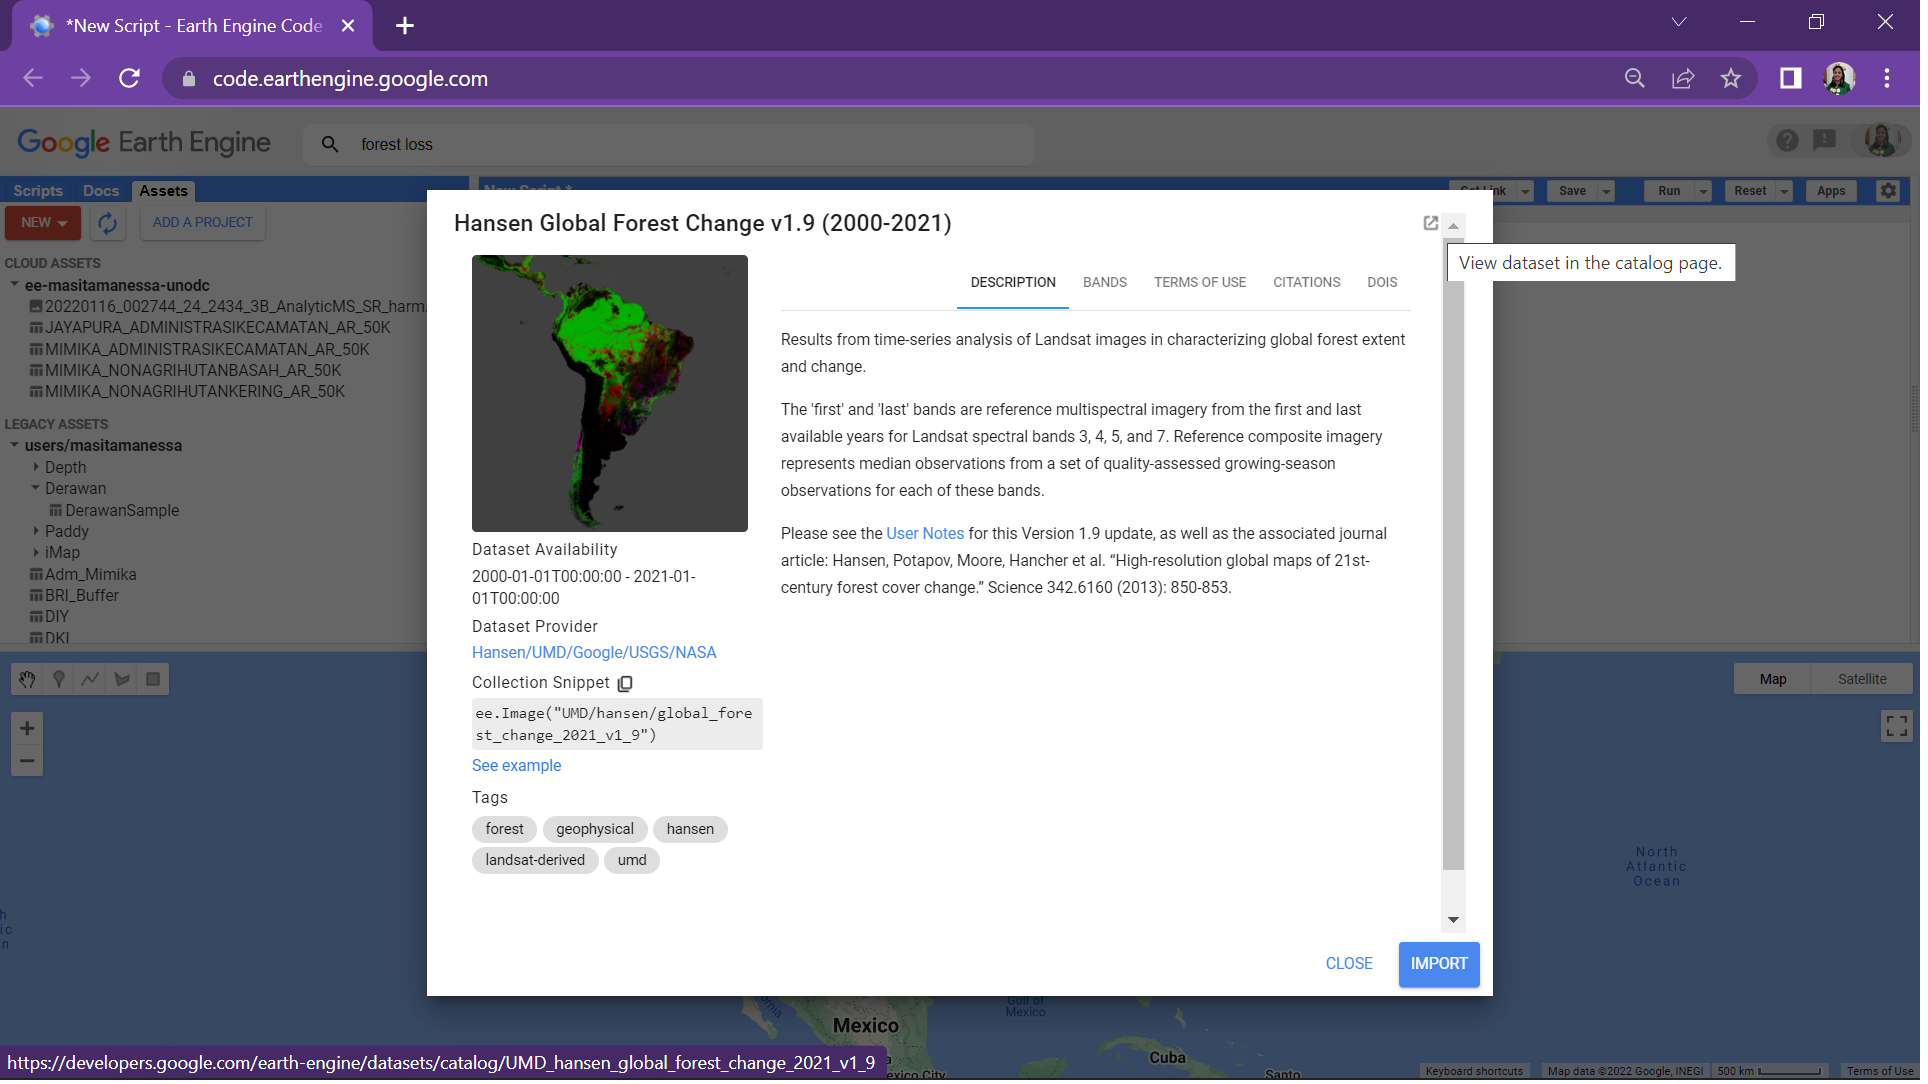 *New Script - Earth Engine Code
code.earthengine.google.com
Google Earth Engine
forest loss
Scripts Docs Assets
New Script *
Get Link Save Run Reset Apps
NEW ADD A PROJECT
CLOUD ASSETS
ee-masitamanessa-unodc
20220116_002744_24_2434_3B_AnalyticMS_SR_harm.
JAYAPURA_ADMINISTRASIKECAMATAN_AR_50K
MIMIKA_ADMINISTRASIKECAMATAN_AR_50K
MIMIKA_NONAGRIHUTANBASAH_AR_50K
MIMIKA_NONAGRIHUTANKERING_AR_50K
LEGACY ASSETS
users/masitamanessa
Depth
Derawan
DerawanSample
Paddy
iMap
Adm_Mimika
BRI_Buffer
DIY
DKI
Hansen Global Forest Change v1.9 (2000-2021)
View dataset in the catalog page.
Dataset Availability
2000-01-01T00:00:00 - 2021-01-
01T00:00:00
Dataset Provider
Hansen/UMD/Google/USGS/NASA
Collection Snippet
ee.Image("UMD/hansen/global_fore
st_change_2021_v1_9")
See example
Tags
forest geophysical hansen
landsat-derived umd
DESCRIPTION BANDS TERMS OF USE CITATIONS DOIS
Results from time-series analysis of Landsat images in characterizing global forest extent
and change.
The 'first' and 'last' bands are reference multispectral imagery from the first and last
available years for Landsat spectral bands 3, 4, 5, and 7. Reference composite imagery
represents median observations from a set of quality-assessed growing-season
observations for each of these bands.
Please see the User Notes for this Version 1.9 update, as well as the associated journal
article: Hansen, Potapov, Moore, Hancher et al. “High-resolution global maps of 21st-
century forest cover change.” Science 342.6160 (2013): 850-853.
CLOSE IMPORT
Map Satellite
North
Atlantic
Ocean
Gulf of
Mexico
Mexico
Cuba
Santo
https://developers.google.com/earth-engine/datasets/catalog/UMD_hansen_global_forest_change_2021_v1_9
Keyboard shortcuts Map data ©2022 Google, INEGI 500 km Terms of Use